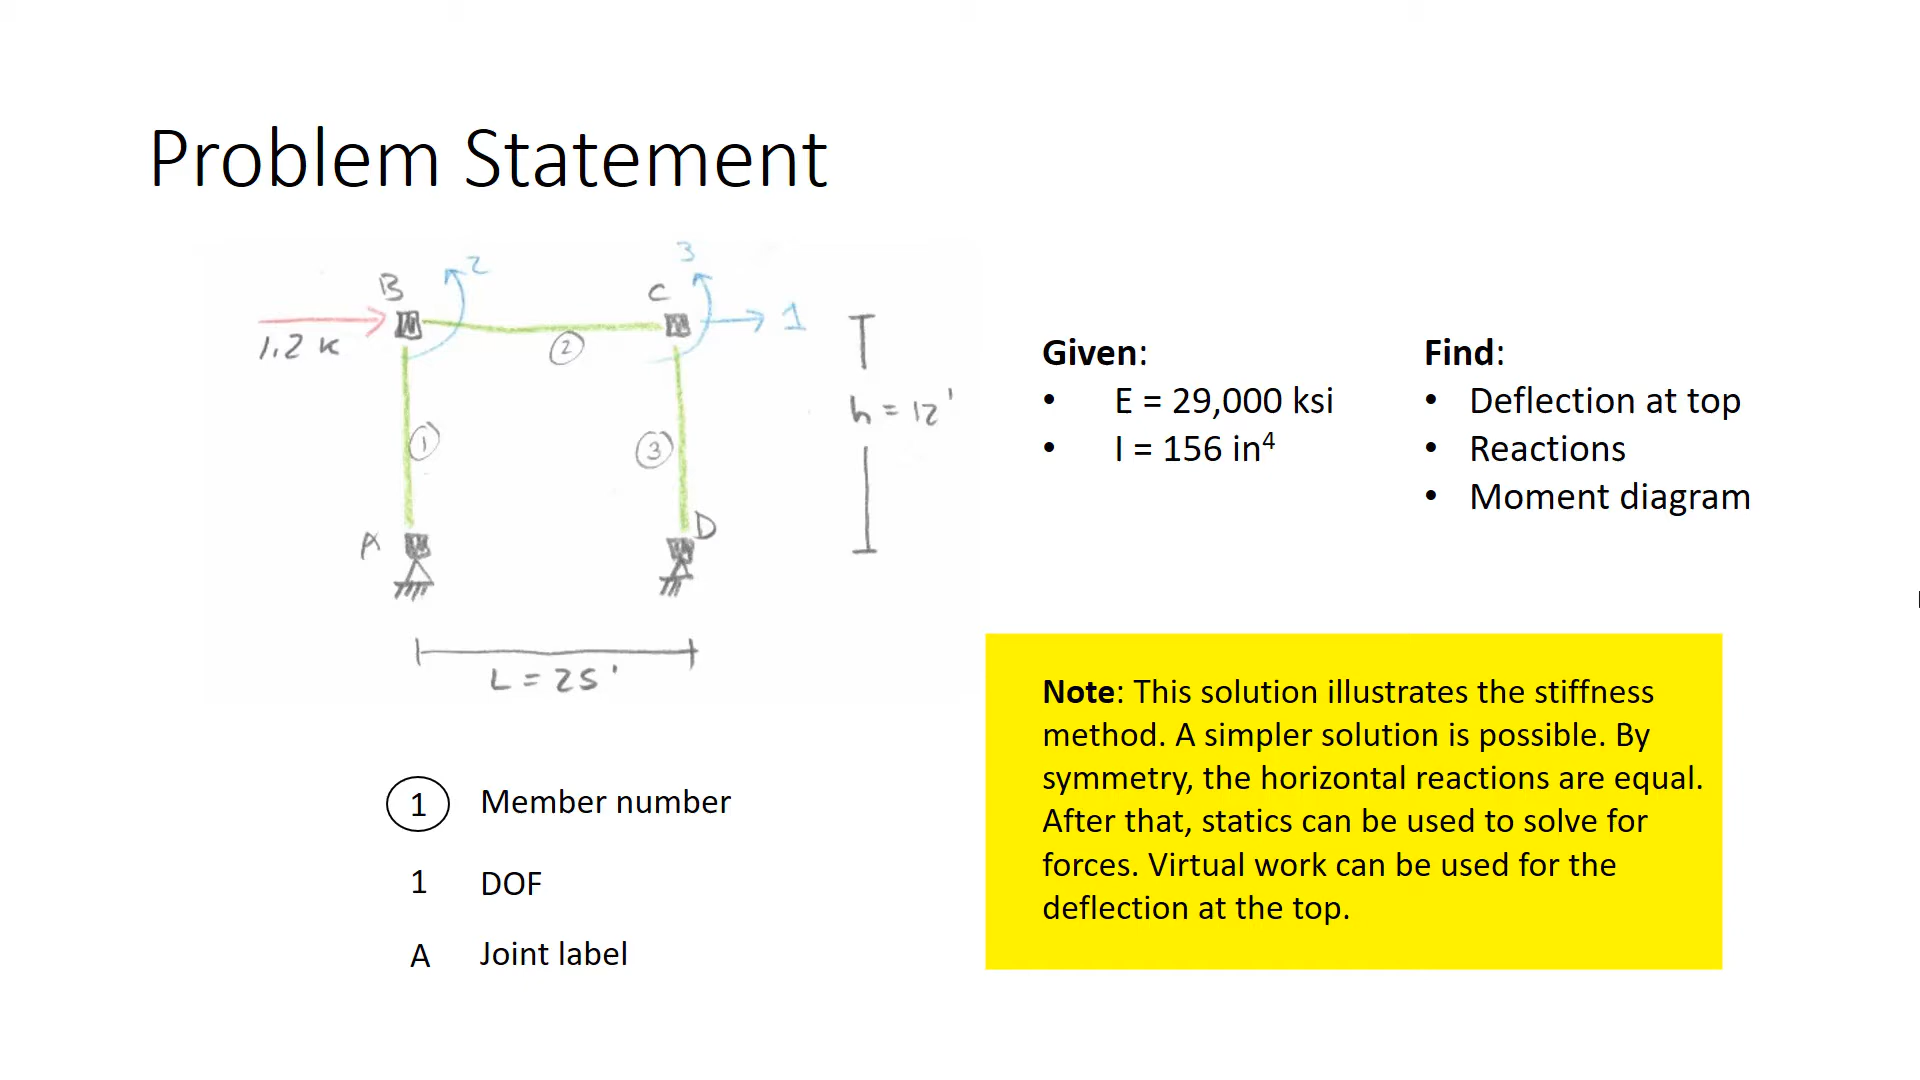 Problem Statement
3
2
B
C
1
1.2 k
2
h = 12'
1
3
A
D
L = 25'
Given:
• E = 29,000 ksi
• I = 156 in⁴
Find:
• Deflection at top
• Reactions
• Moment diagram
Note: This solution illustrates the stiffness
method. A simpler solution is possible. By
symmetry, the horizontal reactions are equal.
After that, statics can be used to solve for
forces. Virtual work can be used for the
deflection at the top.
1 Member number
1 DOF
A Joint label